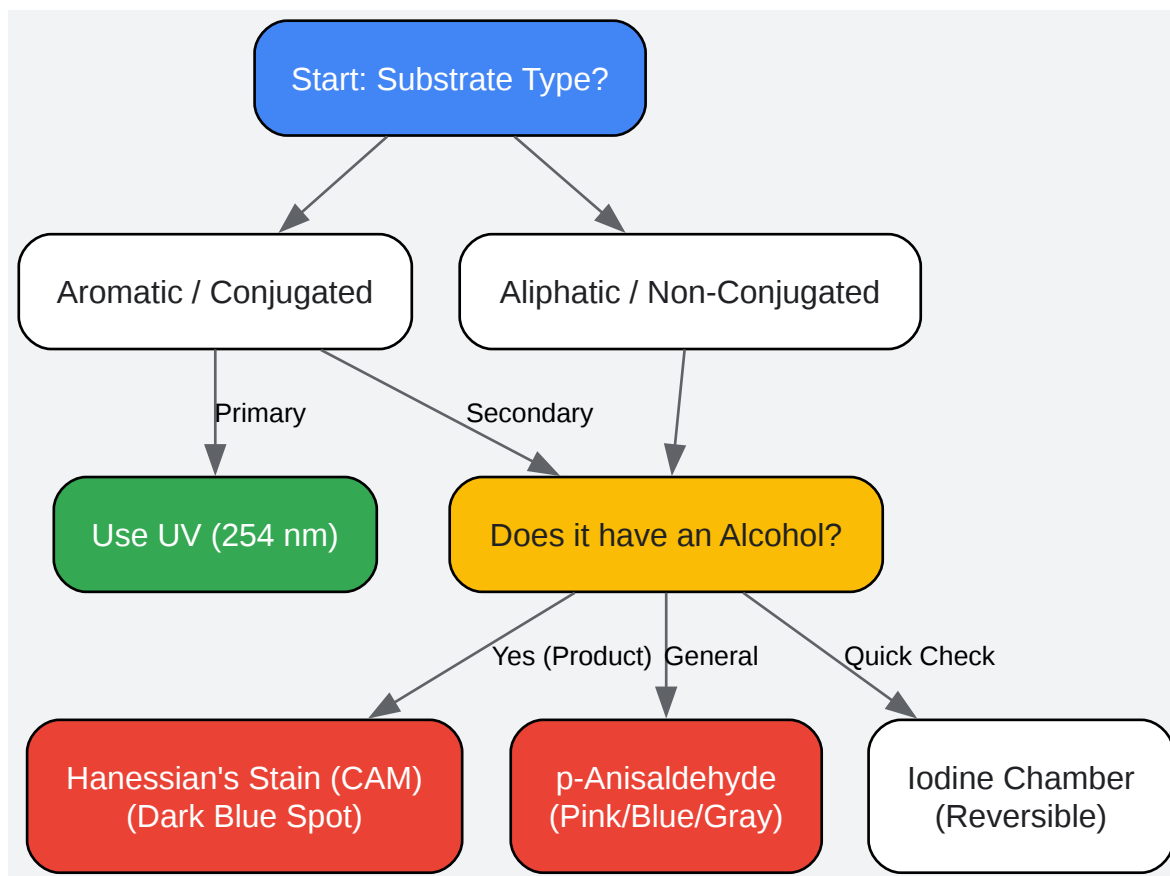 Start: Substrate Type?
Aromatic / Conjugated
Aliphatic / Non-Conjugated
Primary
Secondary
Use UV (254 nm)
Does it have an Alcohol?
Yes (Product)
General
Quick Check
Hanessian's Stain (CAM)
(Dark Blue Spot)
p-Anisaldehyde
(Pink/Blue/Gray)
Iodine Chamber
(Reversible)